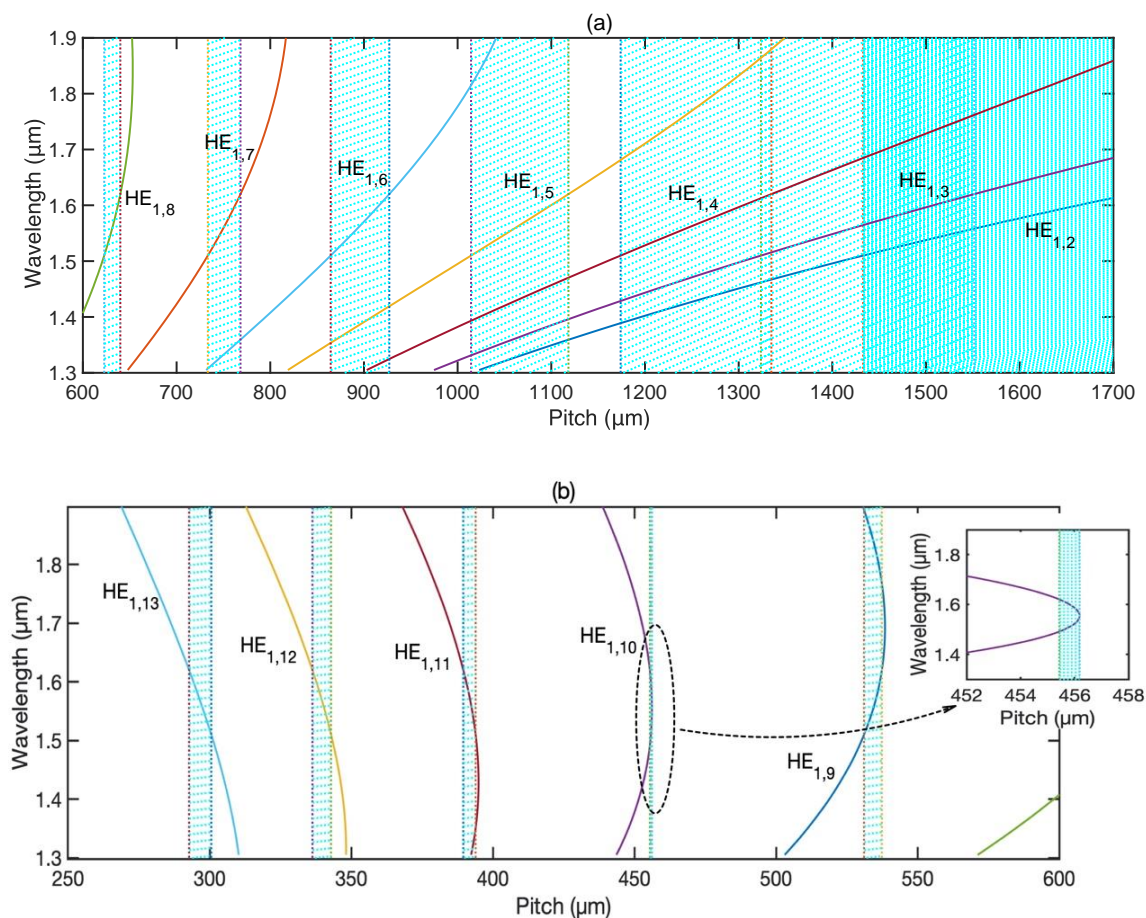 (a)
1.9
1.8
1.7
1.6
1.5
1.4
1.3
Wavelength (μm)
HE1,8
HE1,7
HE1,6
HE1,5
HE1,4
HE1,3
HE1,2
600 700 800 900 1000 1100 1200 1300 1400 1500 1600 1700
Pitch (μm)
(b)
1.8
1.7
1.6
1.5
1.4
1.3
Wavelength (μm)
HE1,13
HE1,12
HE1,11
HE1,10
HE1,9
1.8
1.6
1.4
Wavelength (μm)
452 454 456 458
Pitch (μm)
250 300 350 400 450 500 550 600
Pitch (μm)